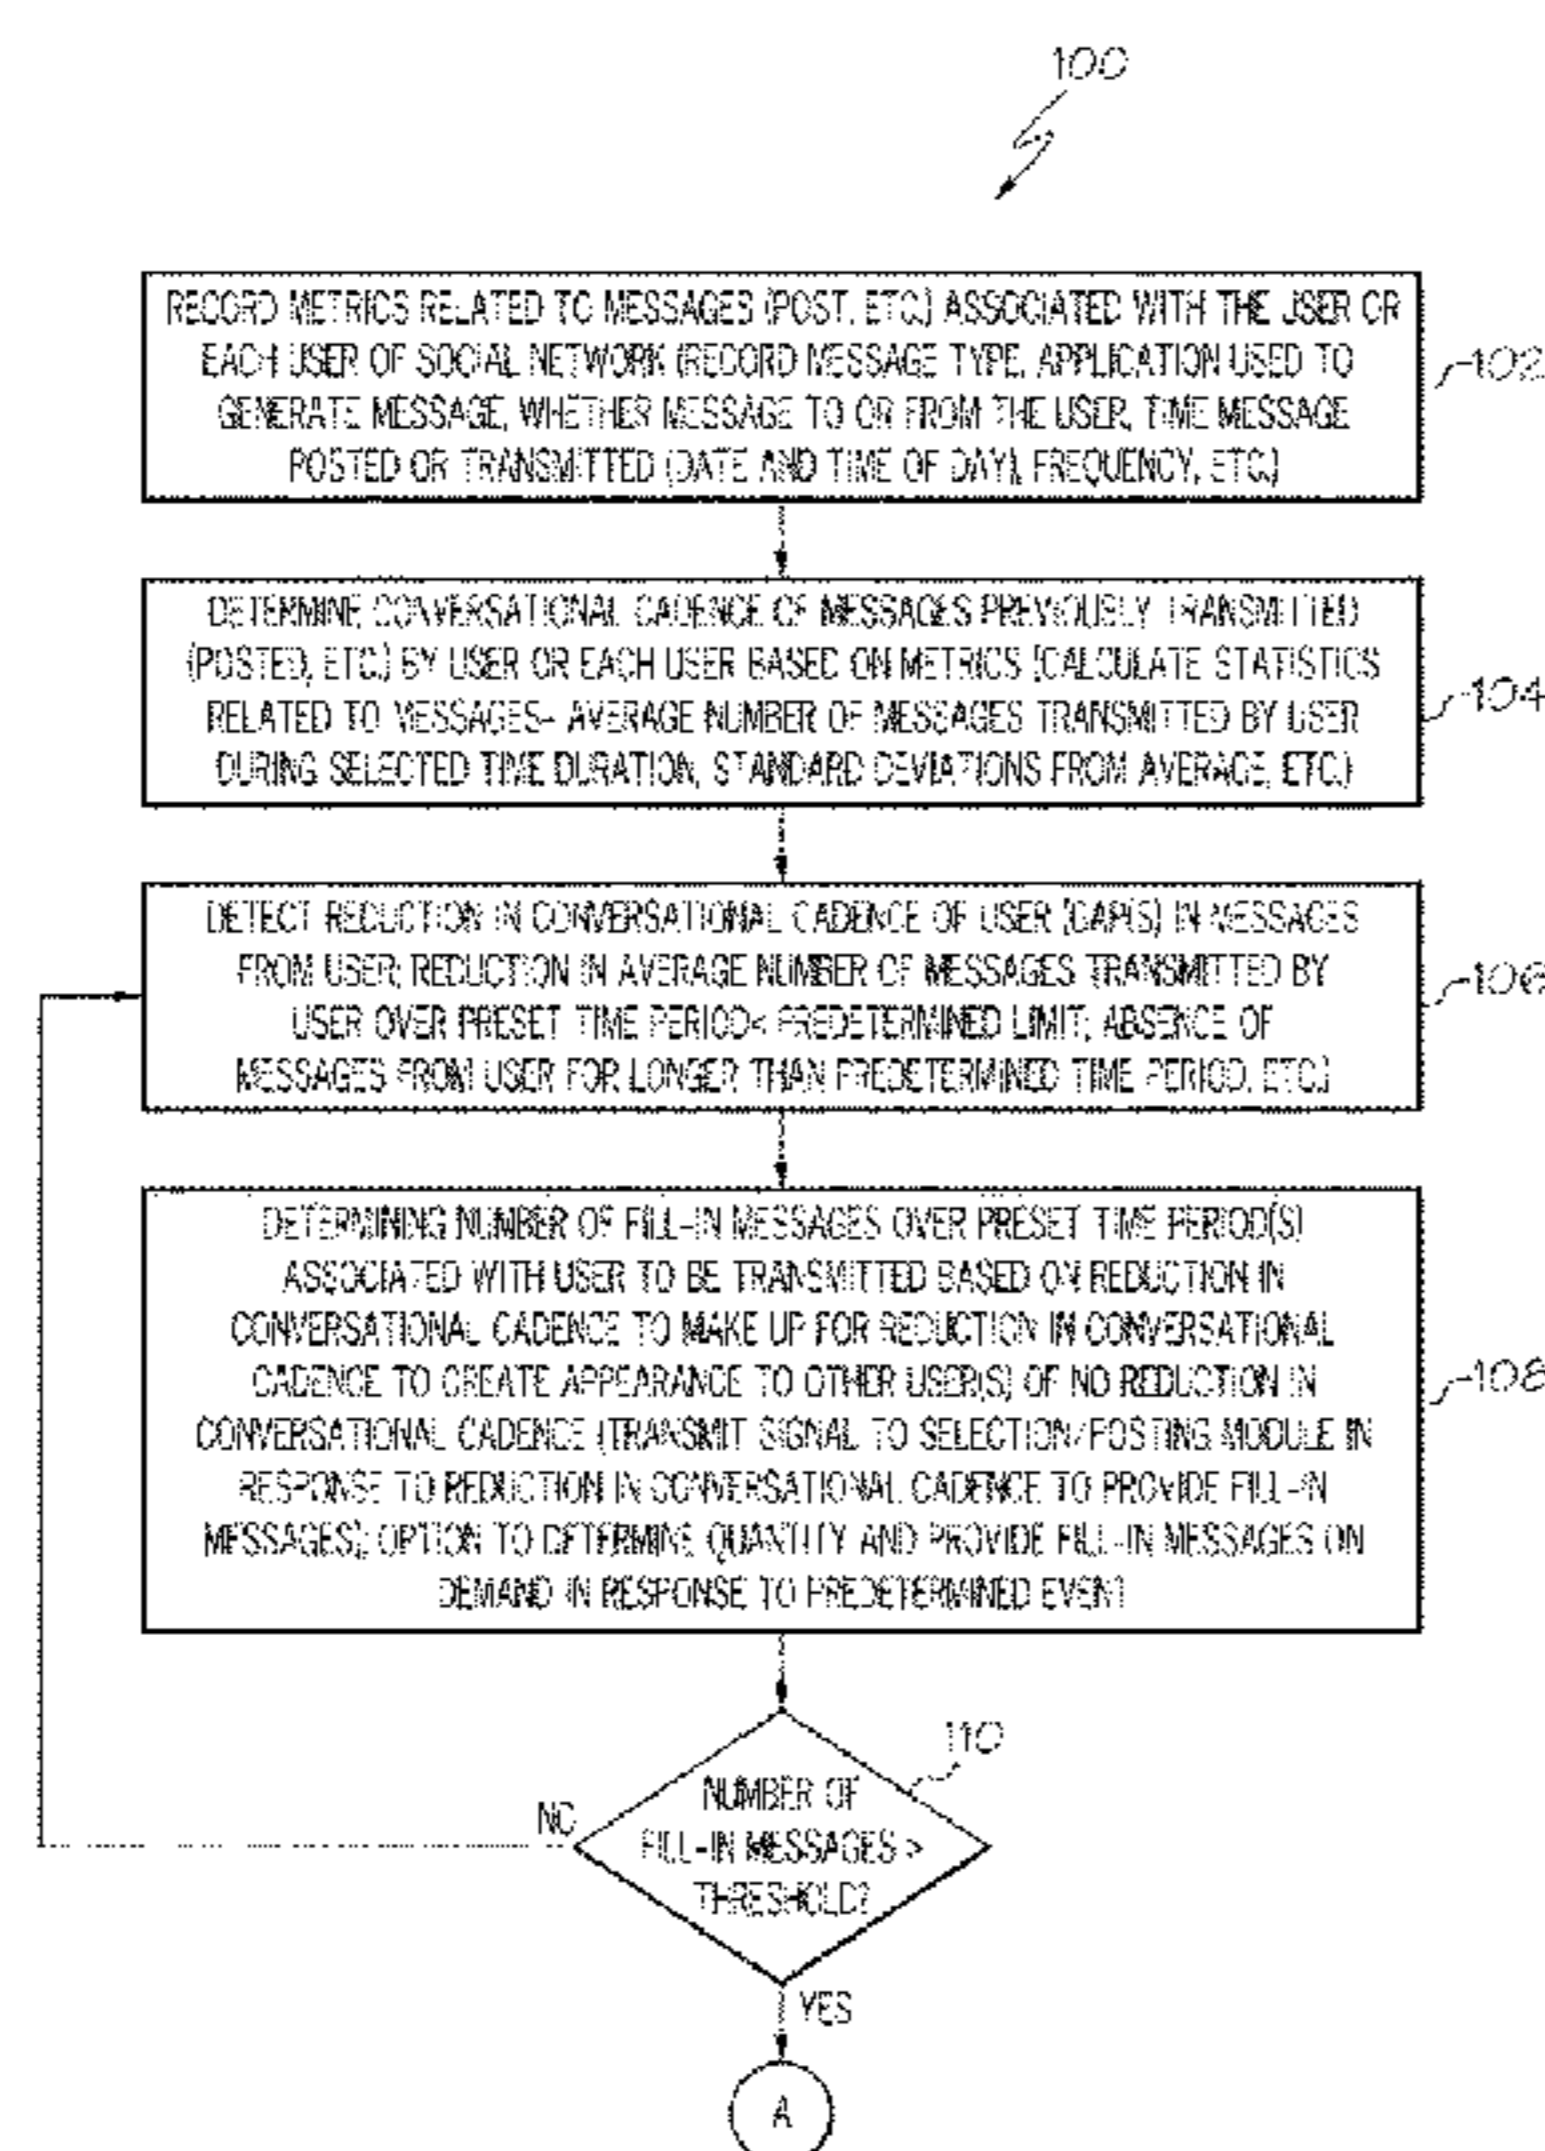 100
RECORD METRICS RELATED TO MESSAGES (POST, ETC.) ASSOCIATED WITH THE USER OR
EACH USER OF SOCIAL NETWORK (RECORD MESSAGE TYPE, APPLICATION USED TO
GENERATE MESSAGE, WHETHER MESSAGE TO OR FROM THE USER, TIME MESSAGE
POSTED OR TRANSMITTED (DATE AND TIME OF DAY), FREQUENCY, ETC.)
102
DETERMINE CONVERSATIONAL CADENCE OF MESSAGES PREVIOUSLY TRANSMITTED
(POSTED, ETC.) BY USER OR EACH USER BASED ON METRICS (CALCULATE STATISTICS
RELATED TO MESSAGES- AVERAGE NUMBER OF MESSAGES TRANSMITTED BY USER
DURING SELECTED TIME DURATION, STANDARD DEVIATIONS FROM AVERAGE, ETC.)
104
DETECT REDUCTION IN CONVERSATIONAL CADENCE OF USER (GAP(S) IN MESSAGES
FROM USER; REDUCTION IN AVERAGE NUMBER OF MESSAGES TRANSMITTED BY
USER OVER PRESET TIME PERIOD< PREDETERMINED LIMIT; ABSENCE OF
MESSAGES FROM USER FOR LONGER THAN PREDETERMINED TIME PERIOD, ETC.)
106
DETERMINING NUMBER OF FILL-IN MESSAGES OVER PRESET TIME PERIOD(S)
ASSOCIATED WITH USER TO BE TRANSMITTED BASED ON REDUCTION IN
CONVERSATIONAL CADENCE TO MAKE UP FOR REDUCTION IN CONVERSATIONAL
CADENCE TO CREATE APPEARANCE TO OTHER USER(S) OF NO REDUCTION IN
CONVERSATIONAL CADENCE (TRANSMIT SIGNAL TO SELECTION/POSTING MODULE IN
RESPONSE TO REDUCTION IN CONVERSATIONAL CADENCE TO PROVIDE FILL-IN
MESSAGES); OPTION TO DETERMINE QUANTITY AND PROVIDE FILL-IN MESSAGES ON
DEMAND IN RESPONSE TO PREDETERMINED EVENT
108
110
NUMBER OF
FILL-IN MESSAGES >
THRESHOLD?
NO
YES
A